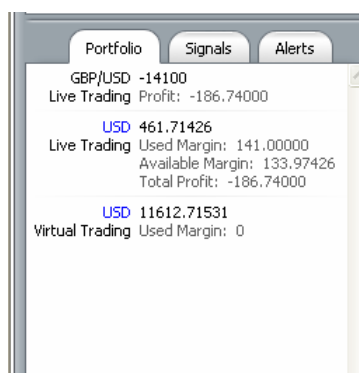 Portfolio Signals Alerts
GBP/USD -14100
Live Trading Profit: -186.74000
USD 461.71426
Live Trading Used Margin: 141.00000
Available Margin: 133.97426
Total Profit: -186.74000
USD 11612.71531
Virtual Trading Used Margin: 0